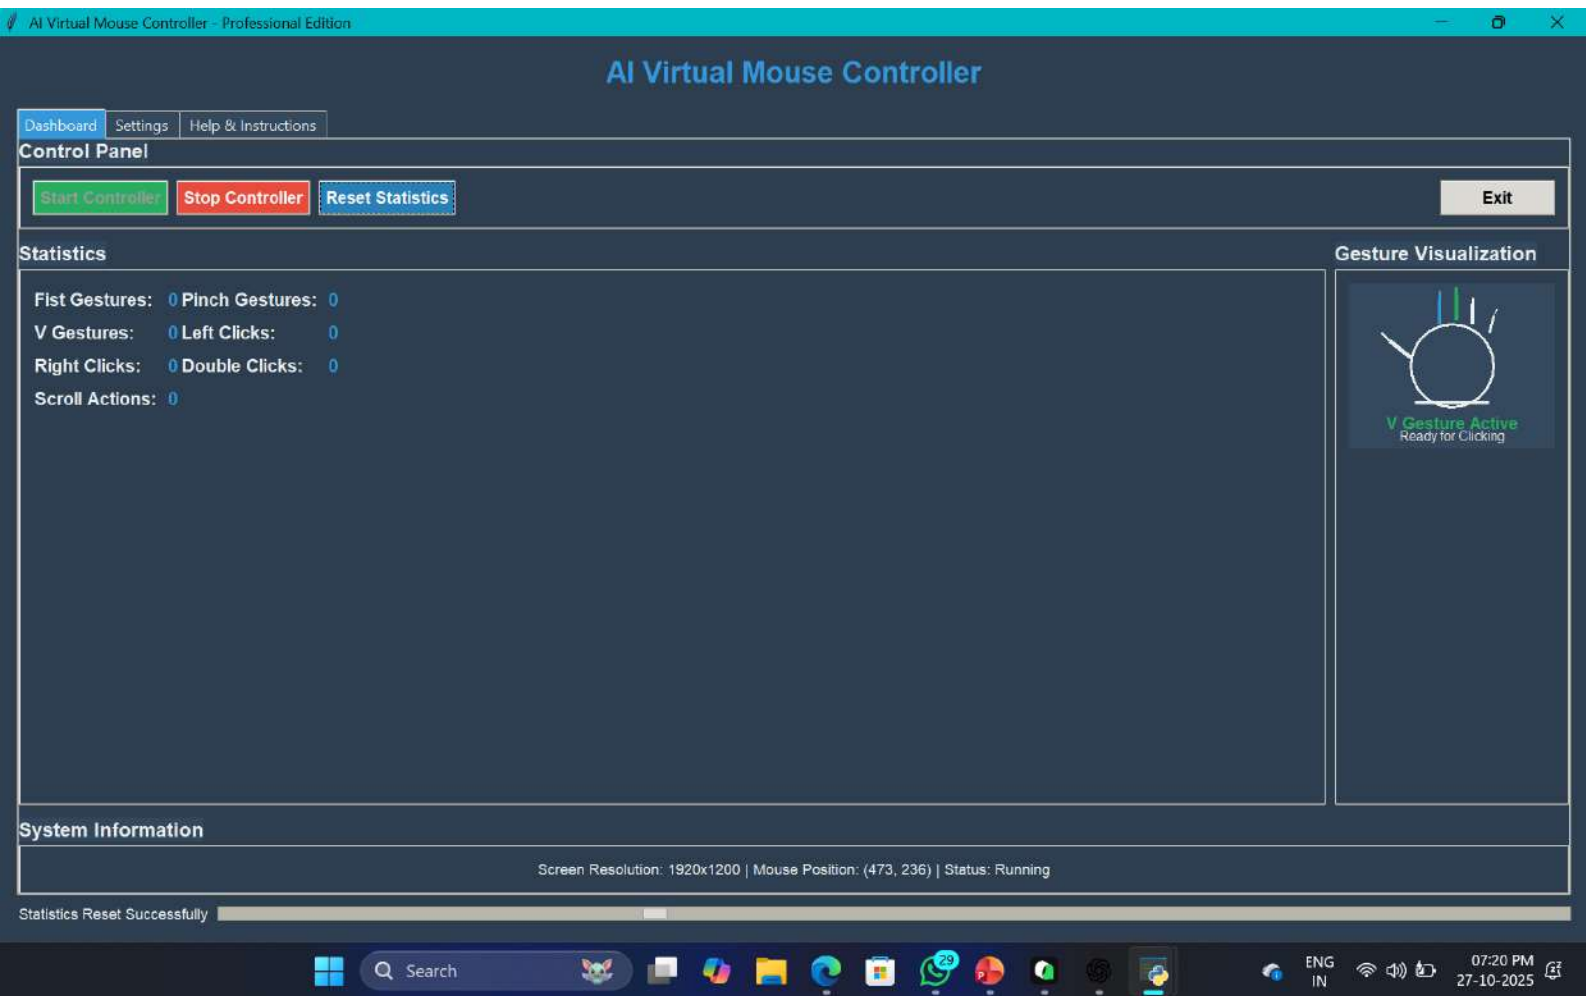 AI Virtual Mouse Controller - Professional Edition
AI Virtual Mouse Controller
Dashboard Settings Help & Instructions
Control Panel
Start Controller Stop Controller Reset Statistics Exit
Statistics
Fist Gestures: 0 Pinch Gestures: 0
V Gestures: 0 Left Clicks: 0
Right Clicks: 0 Double Clicks: 0
Scroll Actions: 0
Gesture Visualization
V Gesture Active
Ready for Clicking
System Information
Screen Resolution: 1920x1200 | Mouse Position: (473, 236) | Status: Running
Statistics Reset Successfully
Search
29
ENG
IN
07:20 PM
27-10-2025